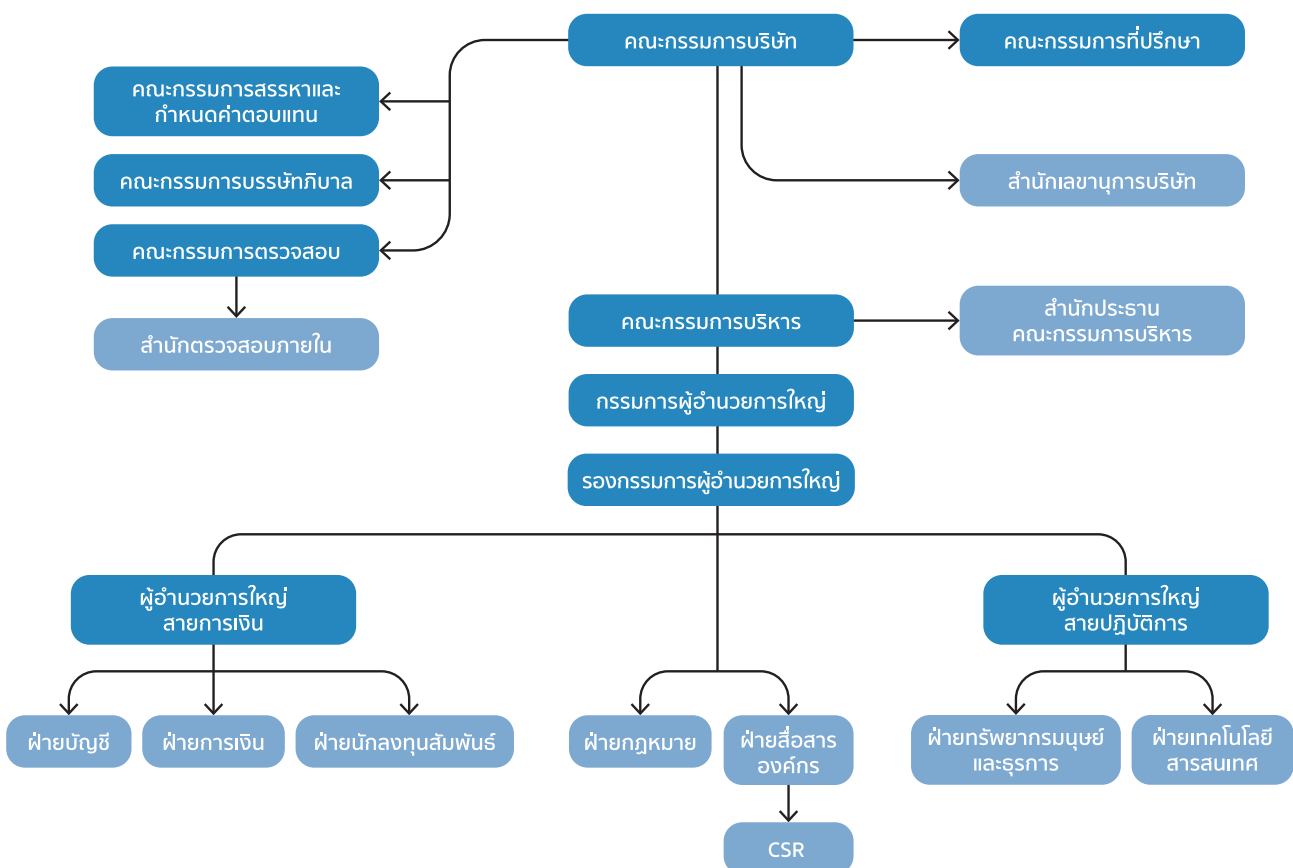 คณะกรรมการบริษัท
คณะกรรมการที่ปรึกษา
คณะกรรมการสรรหาและ
กำหนดค่าตอบแทน
คณะกรรมการบรรษัทภิบาล
สำนักเลขานุการบริษัท
คณะกรรมการตรวจสอบ
สำนักตรวจสอบภายใน
คณะกรรมการบริหาร
สำนักประธาน
คณะกรรมการบริหาร
กรรมการผู้อำนวยการใหญ่
รองกรรมการผู้อำนวยการใหญ่
ผู้อำนวยการใหญ่
สายการเงิน
ผู้อำนวยการใหญ่
สายปฏิบัติการ
ฝ่ายบัญชี
ฝ่ายการเงิน
ฝ่ายนักลงทุนสัมพันธ์
ฝ่ายกฎหมาย
ฝ่ายสื่อสาร
องค์กร
ฝ่ายทรัพยากรมนุษย์
และธุรการ
ฝ่ายเทคโนโลยี
สารสนเทศ
CSR